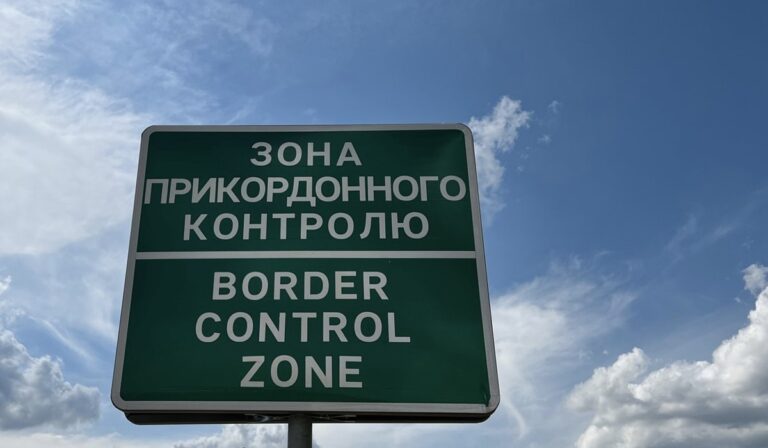 ЗОНА
ПРИКОРДОННОГО
КОНТРОЛЮ
BORDER
CONTROL
ZONE